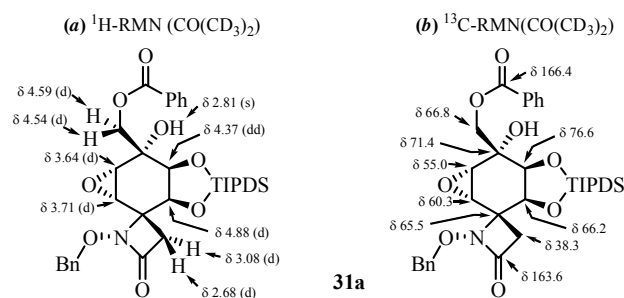 (a) ¹H-RMN (CO(CD₃)₂)
O
δ 4.59 (d)
O
Ph
H
δ 2.81 (s)
δ 4.54 (d)
H
OH
δ 4.37 (dd)
δ 3.64 (d)
O
O
TIPDS
O
δ 3.71 (d)
δ 4.88 (d)
O
N
H
δ 3.08 (d)
Bn
H
O
δ 2.68 (d)
31a
(b) ¹³C-RMN(CO(CD₃)₂)
O
δ 166.4
O
Ph
δ 66.8
OH
δ 76.6
δ 71.4
δ 55.0
O
O
TIPDS
O
δ 60.3
δ 65.5
δ 66.2
O
N
δ 38.3
Bn
O
δ 163.6